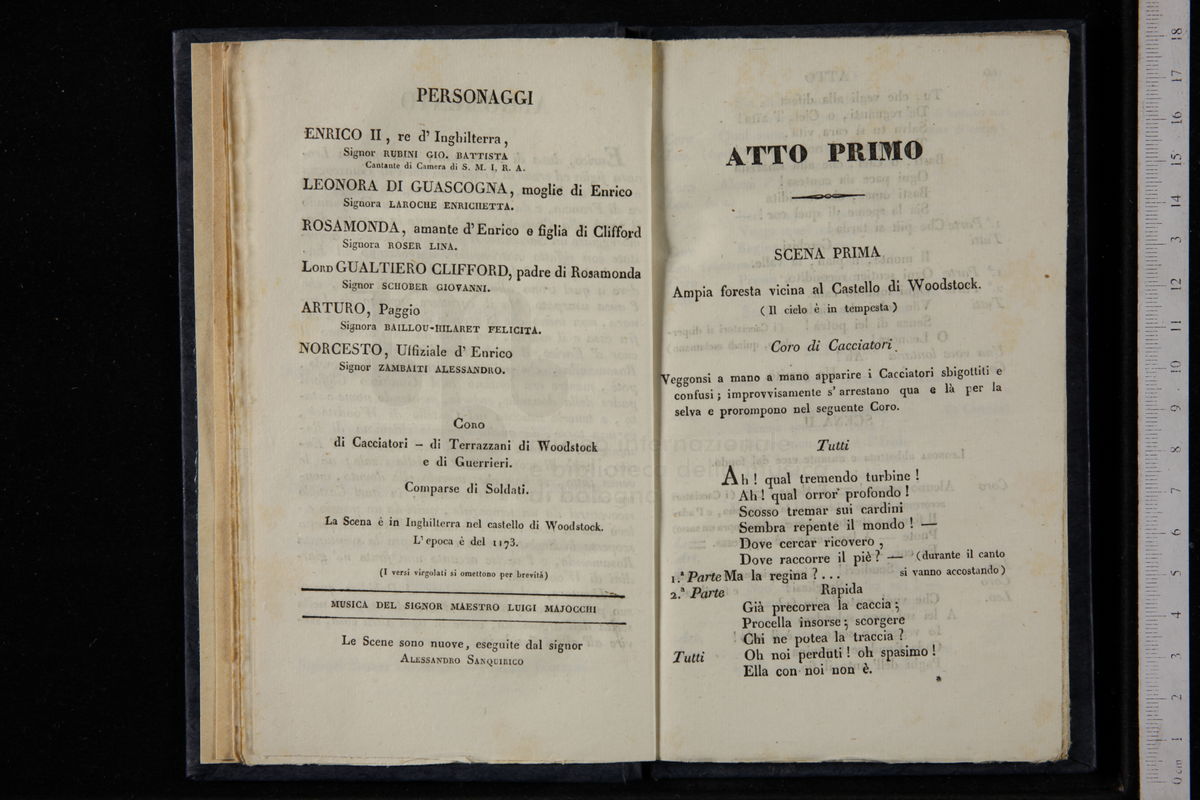 PERSONAGGI
ENRICO II, re d' Inghilterra,
Signor RUBINI GIO. BATTISTA
Cantante di Camera di S. M. I. R. A.
LEONORA DI GUASCOGNA, moglie di Enrico
Signora LAROCHE ENRICHETTA.
ROSAMONDA, amante d'Enrico e figlia di Clifford
Signora ROSER LINA.
LORD GUALTIERO CLIFFORD, padre di Rosamonda
Signor SCHOBER GIOVANNI.
ARTURO, Paggio
Signora BAILLOU-HILARET FELICITA.
NORCESTO, Uffiziale d' Enrico
Signor ZAMBAITI ALESSANDRO.
CORO
di Cacciatori – di Terrazzani di Woodstock
e di Guerrieri.
Comparse di Soldati.
La Scena è in Inghilterra nel castello di Woodstock.
L' epoca è del 1173.
(I versi virgolati si omettono per brevità)
MUSICA DEL SIGNOR MAESTRO LUIGI MAJOCCHI
Le Scene sono nuove, eseguite dal signor
ALESSANDRO SANQUIRICO
ATTO PRIMO
SCENA PRIMA
Ampia foresta vicina al Castello di Woodstock.
(Il cielo è in tempesta)
Coro di Cacciatori.
Veggonsi a mano a mano apparire i Cacciatori sbigottiti e
confusi; improvvisamente s' arrestano qua e là per la
selva e prorompono nel seguente Coro.
Tutti
Ah! qual tremendo turbine!
Ah! qual orror profondo!
Scosso tremar sui cardini
Sembra repente il mondo! —
Dove cercar ricovero,
Dove raccorre il piè? — (durante il canto
si vanno accostando)
1.ª Parte Ma la regina?...
2.ª Parte Rapida
Già precorrea la caccia;
Procella insorse; scorgere
Chi ne potea la traccia?
Tutti Oh noi perduti! oh spasimo!
Ella con noi non è.